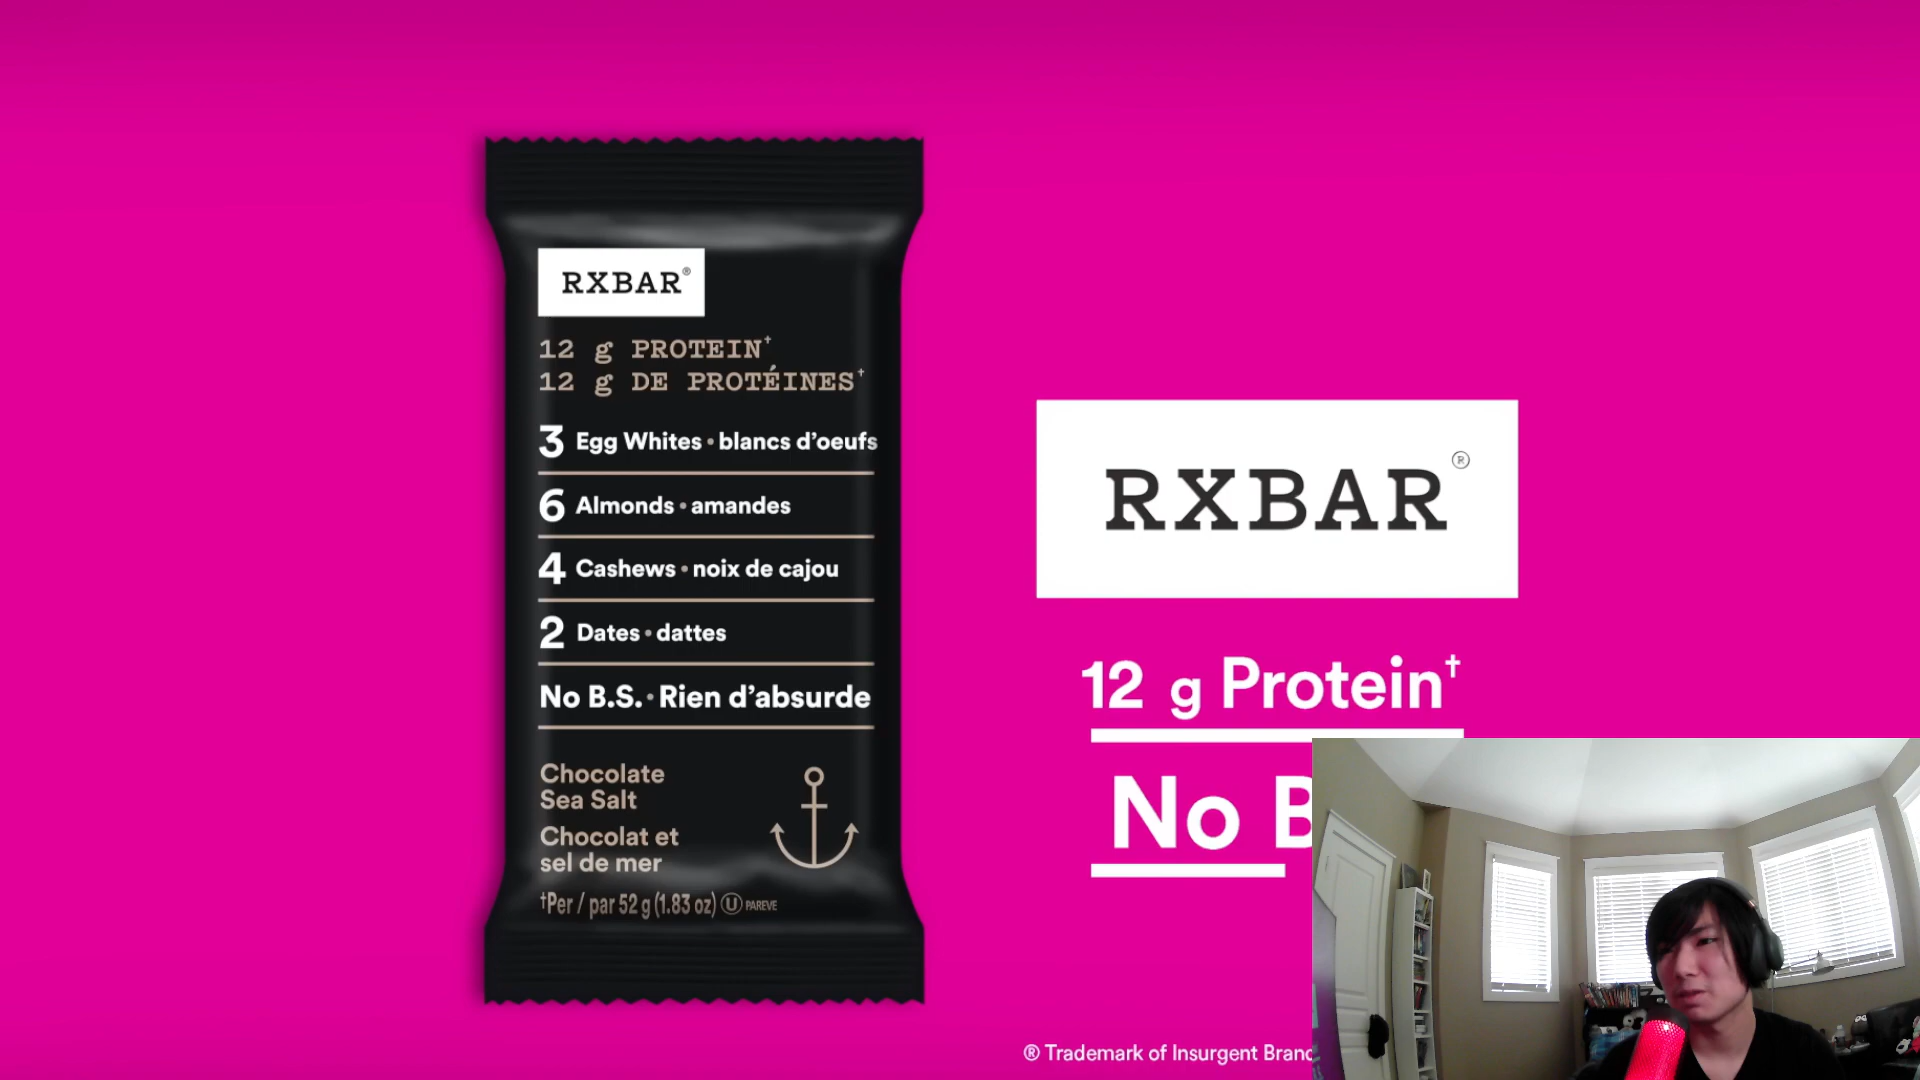 RXBAR®
12 g PROTEIN†
12 g DE PROTÉINES†
3 Egg Whites • blancs d'oeufs
6 Almonds • amandes
4 Cashews • noix de cajou
2 Dates • dattes
No B.S. • Rien d'absurde
Chocolate
Sea Salt
Chocolat et
sel de mer
†Per / par 52 g (1.83 oz) U PAREVE
RXBAR®
12 g Protein†
No B
® Trademark of Insurgent Bran